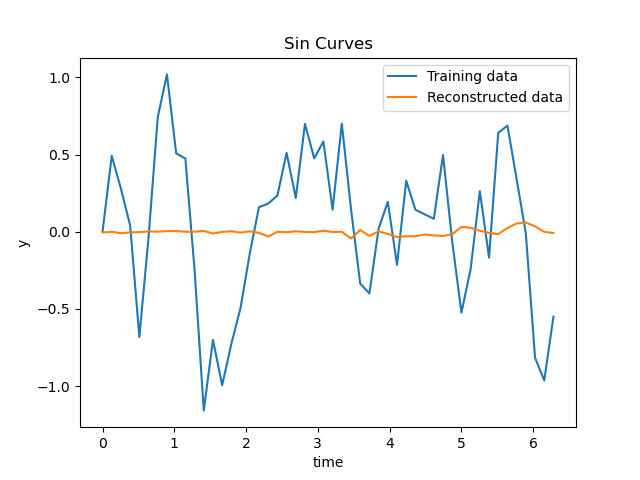 Sin Curves
Training data
Reconstructed data
1.0
0.5
0.0
−0.5
−1.0
y
0 1 2 3 4 5 6
time